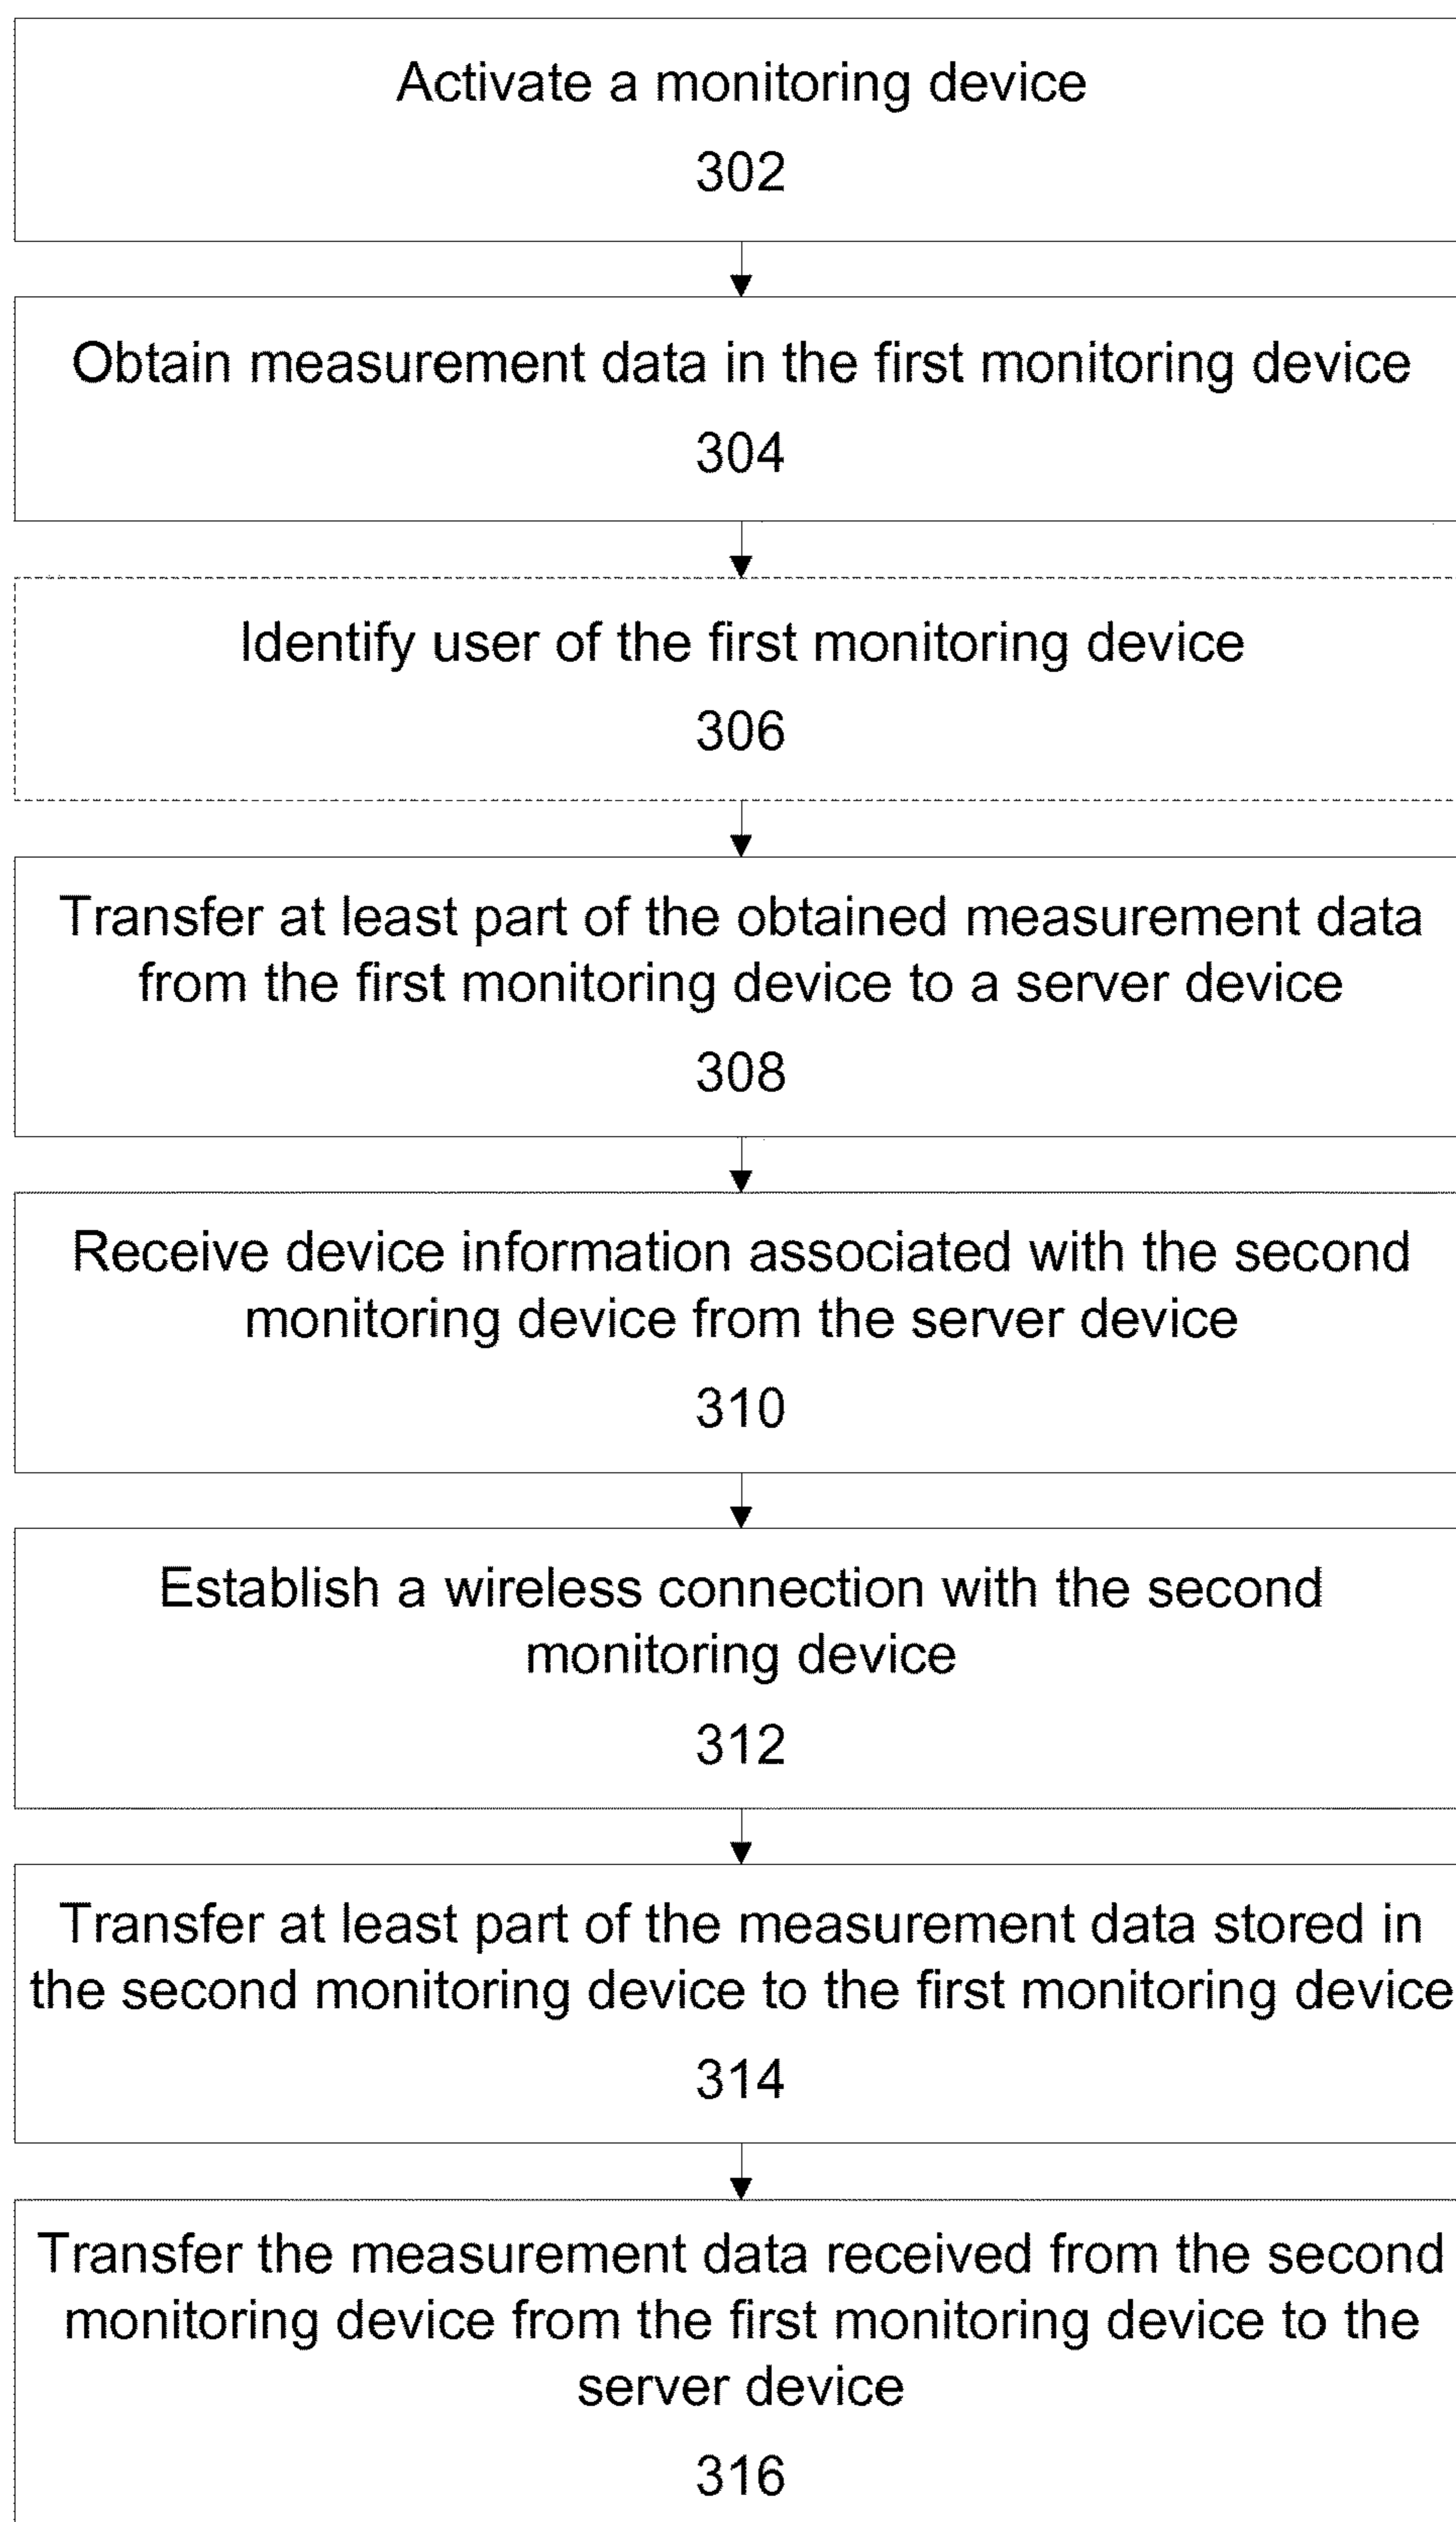 Activate a monitoring device
302
Obtain measurement data in the first monitoring device
304
Identify user of the first monitoring device
306
Transfer at least part of the obtained measurement data
from the first monitoring device to a server device
308
Receive device information associated with the second
monitoring device from the server device
310
Establish a wireless connection with the second
monitoring device
312
Transfer at least part of the measurement data stored in
the second monitoring device to the first monitoring device
314
Transfer the measurement data received from the second
monitoring device from the first monitoring device to the
server device
316